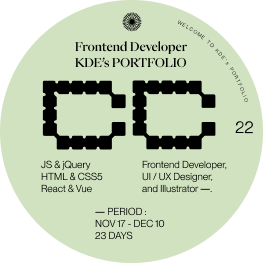 WELCOME TO KDE's PORTFOLIO
Frontend Developer
KDE's PORTFOLIO
CC
22
JS & jQuery
HTML & CSS5
React & Vue
Frontend Developer,
UI / UX Designer,
and Illustrator —.
— PERIOD :
NOV 17 - DEC 10
23 DAYS